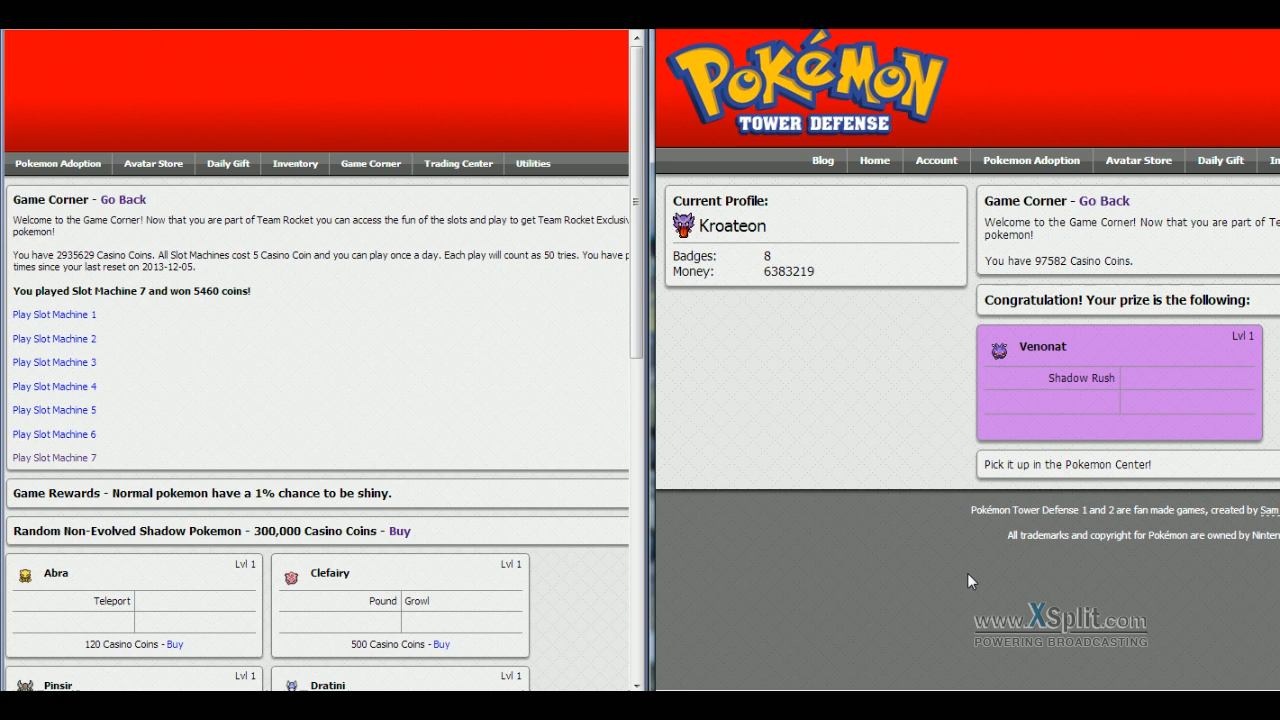 Pokemon Adoption Avatar Store Daily Gift Inventory Game Corner Trading Center Utilities
Game Corner - Go Back
Welcome to the Game Corner! Now that you are part of Team Rocket you can access the fun of the slots and play to get Team Rocket Exclusiv
pokemon!
You have 2935629 Casino Coins. All Slot Machines cost 5 Casino Coin and you can play once a day. Each play will count as 50 tries. You have p
times since your last reset on 2013-12-05.
You played Slot Machine 7 and won 5460 coins!
Play Slot Machine 1
Play Slot Machine 2
Play Slot Machine 3
Play Slot Machine 4
Play Slot Machine 5
Play Slot Machine 6
Play Slot Machine 7
Game Rewards - Normal pokemon have a 1% chance to be shiny.
Random Non-Evolved Shadow Pokemon - 300,000 Casino Coins - Buy
Abra Lvl 1
Teleport
120 Casino Coins - Buy
Clefairy Lvl 1
Pound Growl
500 Casino Coins - Buy
Pinsir Lvl 1
Dratini Lvl 1
POKéMON
TOWER DEFENSE
Blog Home Account Pokemon Adoption Avatar Store Daily Gift In
Current Profile:
Kroateon
Badges: 8
Money: 6383219
Game Corner - Go Back
Welcome to the Game Corner! Now that you are part of Te
pokemon!
You have 97582 Casino Coins.
Congratulation! Your prize is the following:
Venonat Lvl 1
Shadow Rush
Pick it up in the Pokemon Center!
Pokémon Tower Defense 1 and 2 are fan made games, created by Sam
All trademarks and copyright for Pokémon are owned by Ninten
www.XSplit.com
POWERING BROADCASTING